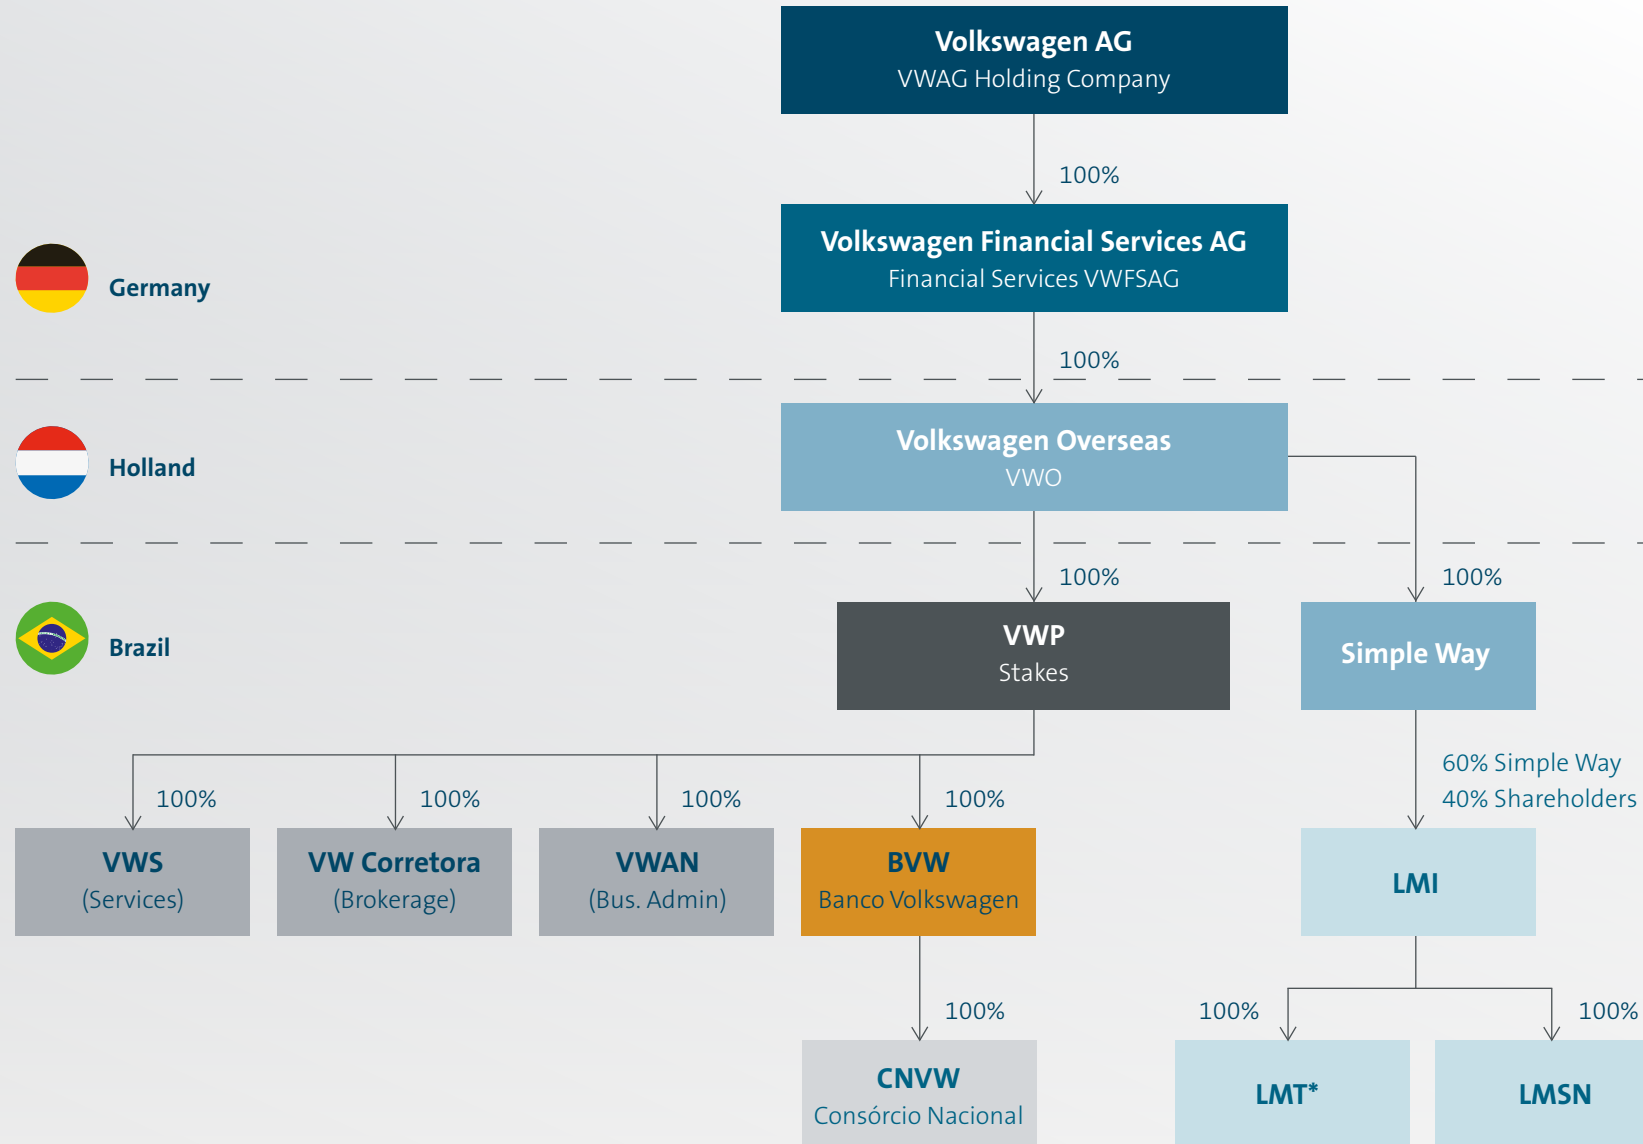 Volkswagen AG
VWAG Holding Company
100%
Volkswagen Financial Services AG
Financial Services VWFSAG
Germany
100%
Volkswagen Overseas
VWO
Holland
100%
100%
VWP
Stakes
Simple Way
Brazil
60% Simple Way
40% Shareholders
100%
100%
100%
100%
VWS
(Services)
VW Corretora
(Brokerage)
VWAN
(Bus. Admin)
BVW
Banco Volkswagen
LMI
100%
100%
100%
CNVW
Consórcio Nacional
LMT*
LMSN